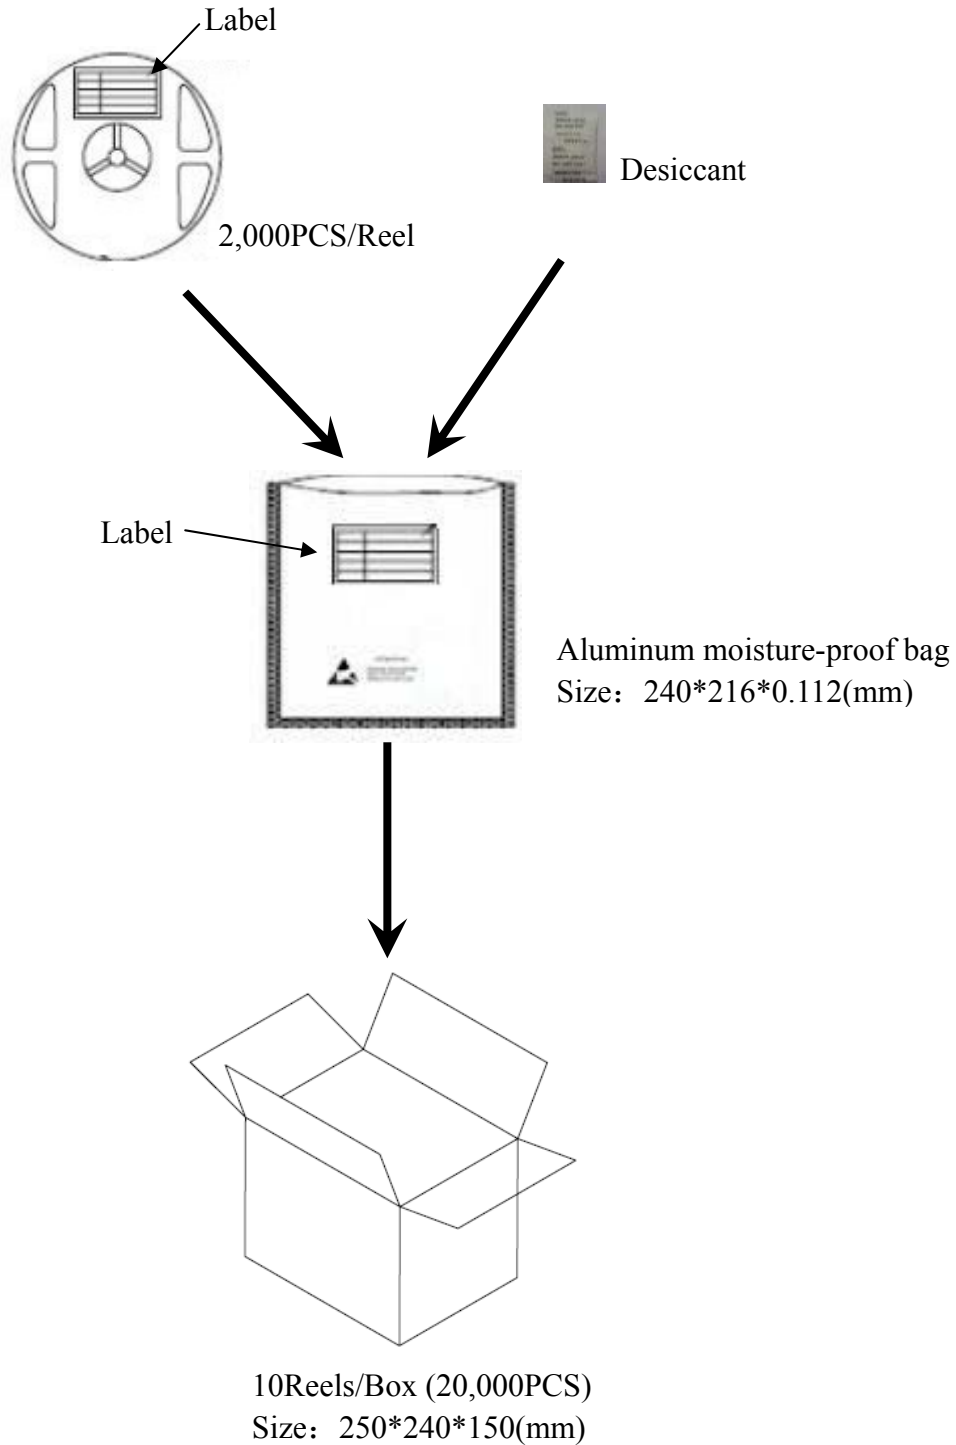 Label
Desiccant
2,000PCS/Reel
Label
Aluminum moisture-proof bag
Size：240*216*0.112(mm)
10Reels/Box (20,000PCS)
Size：250*240*150(mm)